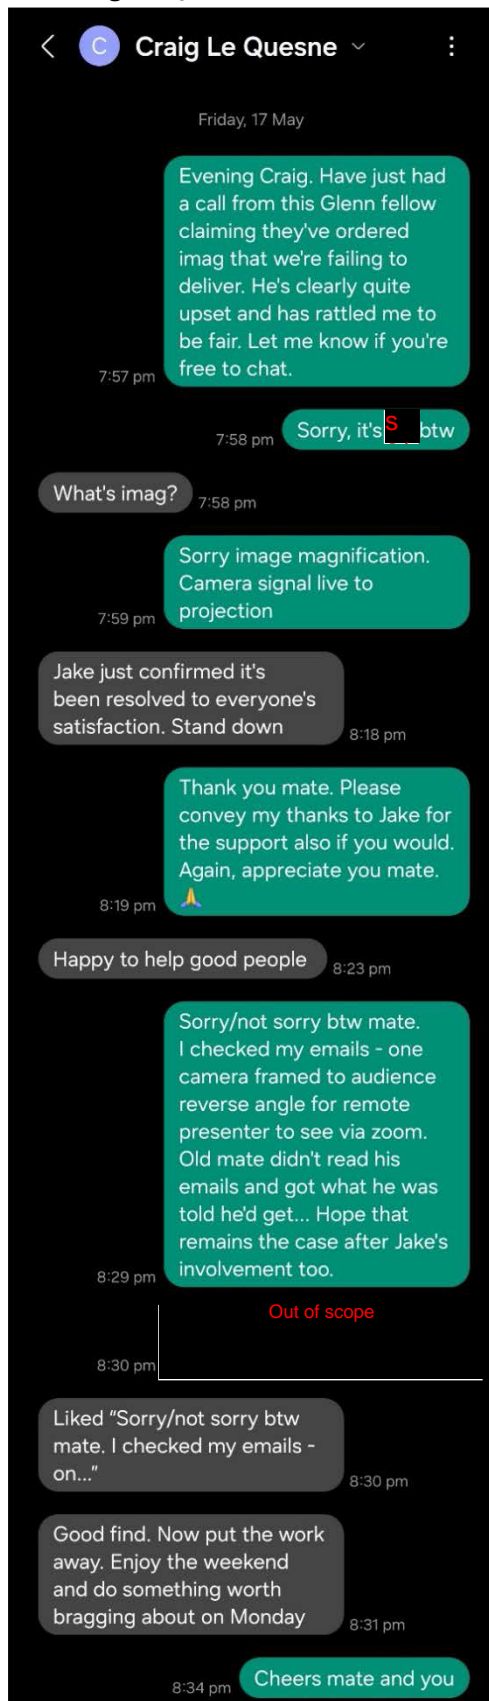 C Craig Le Quesne
Friday, 17 May
Evening Craig. Have just had
a call from this Glenn fellow
claiming they've ordered
imag that we're failing to
deliver. He's clearly quite
upset and has rattled me to
be fair. Let me know if you're
free to chat.
7:57 pm
Sorry, it's S btw
7:58 pm
What's imag?
7:58 pm
Sorry image magnification.
Camera signal live to
projection
7:59 pm
Jake just confirmed it's
been resolved to everyone's
satisfaction. Stand down
8:18 pm
Thank you mate. Please
convey my thanks to Jake for
the support also if you would.
Again, appreciate you mate.
🙏
8:19 pm
Happy to help good people
8:23 pm
Sorry/not sorry btw mate.
I checked my emails - one
camera framed to audience
reverse angle for remote
presenter to see via zoom.
Old mate didn't read his
emails and got what he was
told he'd get... Hope that
remains the case after Jake's
involvement too.
8:29 pm
Out of scope
8:30 pm
Liked “Sorry/not sorry btw
mate. I checked my emails -
on...”
8:30 pm
Good find. Now put the work
away. Enjoy the weekend
and do something worth
bragging about on Monday
8:31 pm
Cheers mate and you
8:34 pm